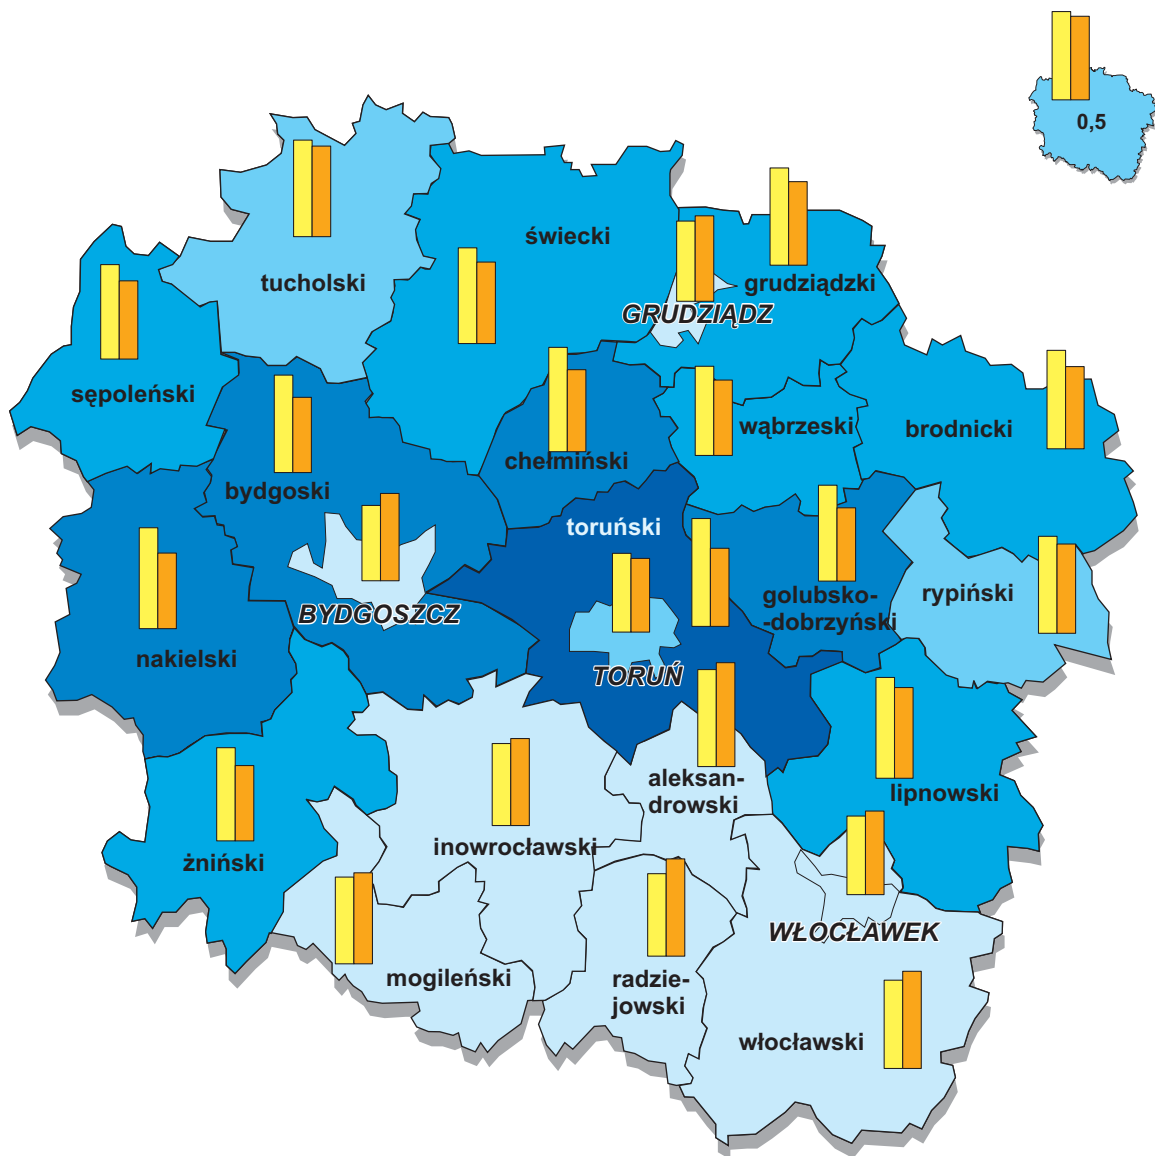 0,5
świecki
tucholski
grudziądzki
GRUDZIĄDZ
sępoleński
wąbrzeski
brodnicki
chełmiński
bydgoski
toruński
golubsko-
-dobrzyński
rypiński
BYDGOSZCZ
nakielski
TORUŃ
aleksan-
drowski
lipnowski
inowrocławski
żniński
WŁOCŁAWEK
mogileński
radzie-
jowski
włocławski